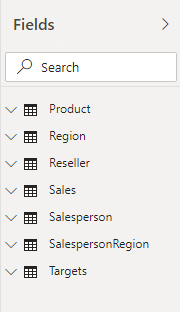 Fields
Search
Product
Region
Reseller
Sales
Salesperson
SalespersonRegion
Targets